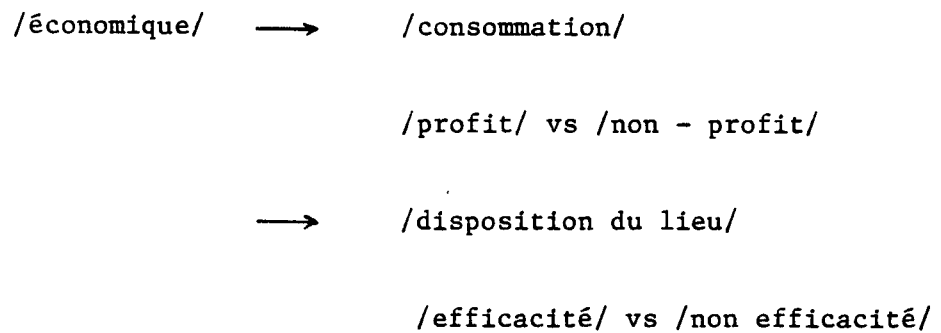 /économique/ ⟶ /consommation/
/profit/ vs /non - profit/
⟶ /disposition du lieu/
/efficacité/ vs /non efficacité/